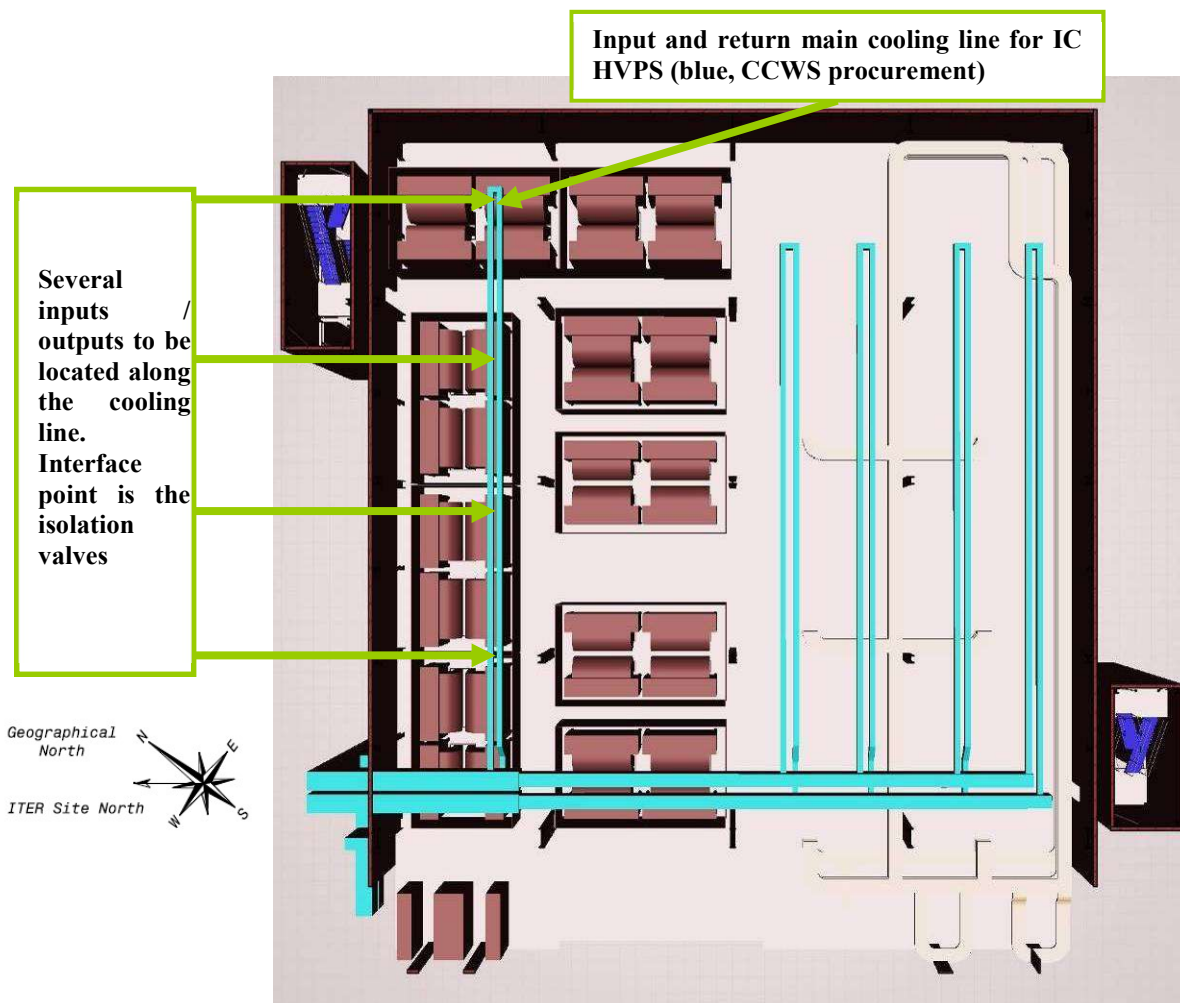 Input and return main cooling line for IC
HVPS (blue, CCWS procurement)
Several
inputs /
outputs to be
located along
the cooling
line.
Interface
point is the
isolation
valves
Geographical
North
ITER Site North
N
E
W
S